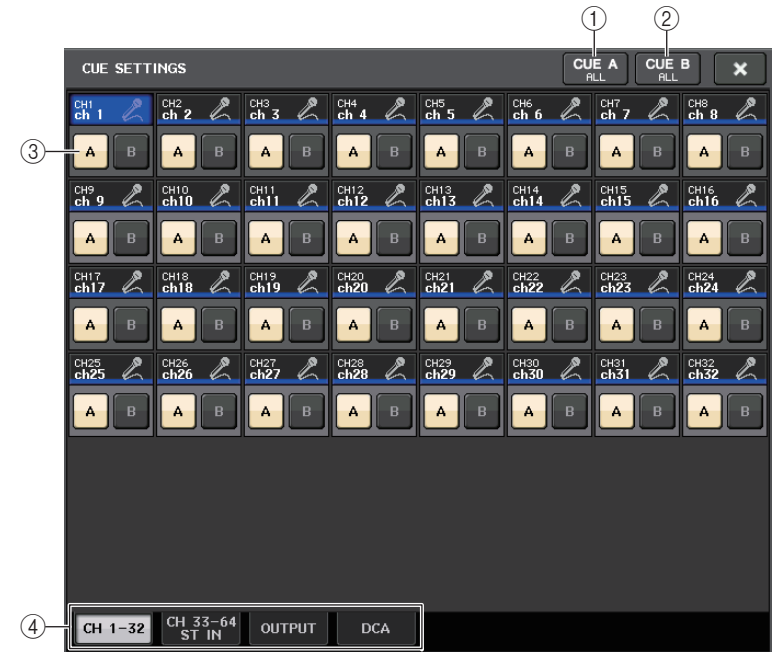 ① ②
CUE SETTINGS
CUE A
ALL
CUE B
ALL
CH1 CH2 CH3 CH4 CH5 CH6 CH7 CH8
ch 1 ch 2 ch 3 ch 4 ch 5 ch 6 ch 7 ch 8
③ A B A B A B A B A B A B A B A B
CH9 CH10 CH11 CH12 CH13 CH14 CH15 CH16
ch 9 ch10 ch11 ch12 ch13 ch14 ch15 ch16
A B A B A B A B A B A B A B A B
CH17 CH18 CH19 CH20 CH21 CH22 CH23 CH24
ch17 ch18 ch19 ch20 ch21 ch22 ch23 ch24
A B A B A B A B A B A B A B A B
CH25 CH26 CH27 CH28 CH29 CH30 CH31 CH32
ch25 ch26 ch27 ch28 ch29 ch30 ch31 ch32
A B A B A B A B A B A B A B A B
④ CH 1-32
CH 33-64
ST IN
OUTPUT
DCA